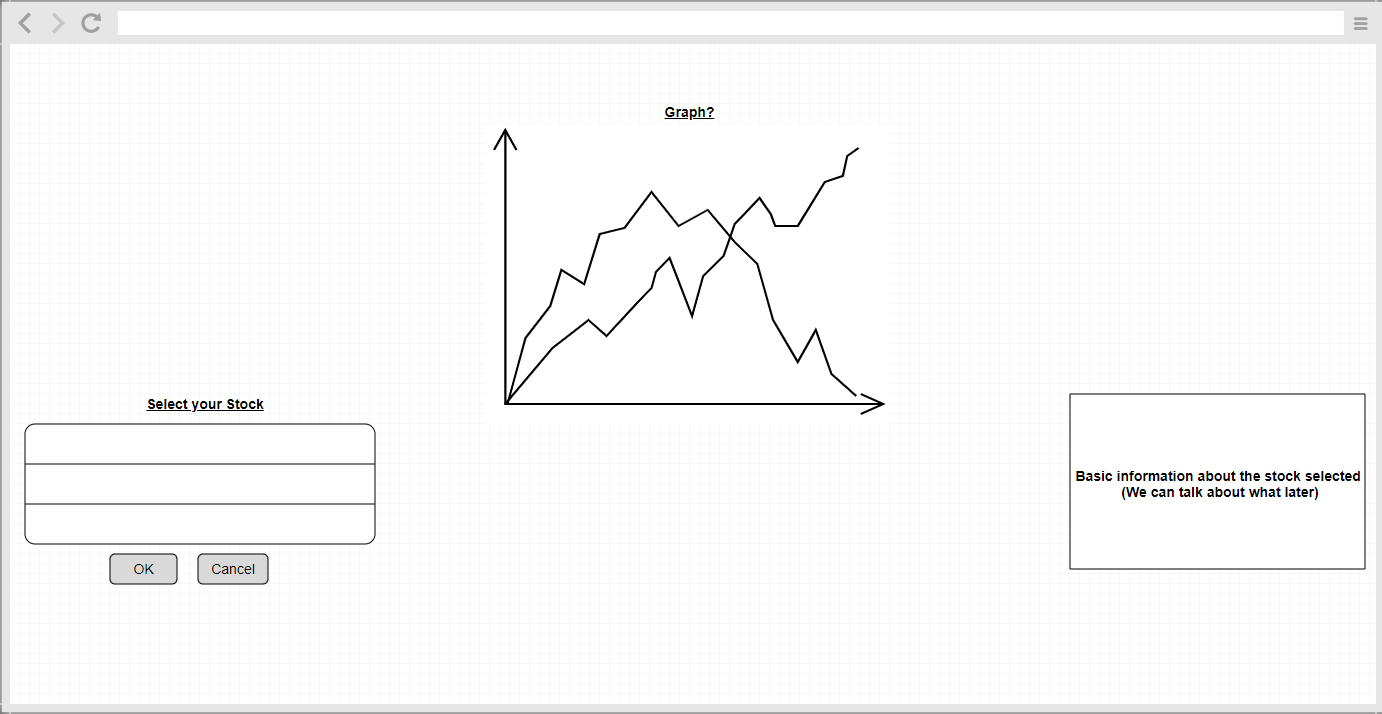 Graph?
Select your Stock
OK
Cancel
Basic information about the stock selected
(We can talk about what later)